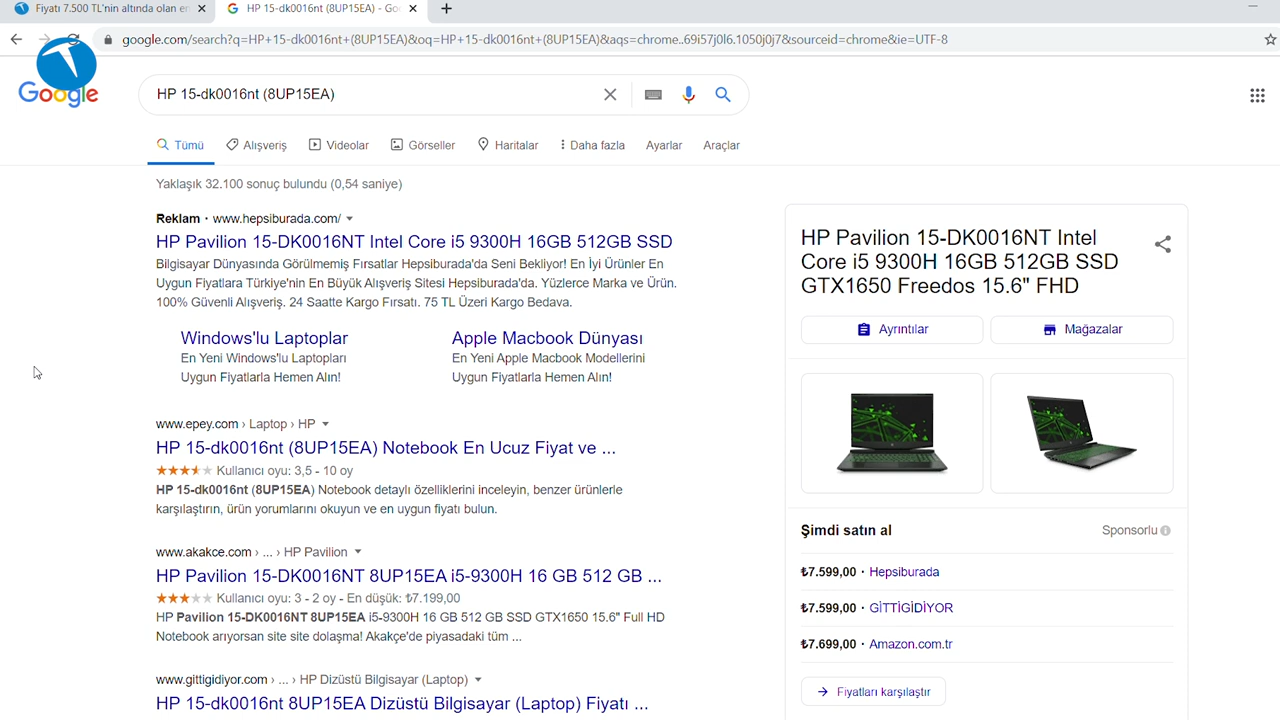 Fiyatı 7.500 TL'nin altında olan en
HP 15-dk0016nt (8UP15EA) - Goo
google.com/search?q=HP+15-dk0016nt+(8UP15EA)&oq=HP+15-dk0016nt+(8UP15EA)&aqs=chrome..69i57j0l6.1050j0j7&sourceid=chrome&ie=UTF-8
Google
HP 15-dk0016nt (8UP15EA)
Tümü
Alışveriş
Videolar
Görseller
Haritalar
Daha fazla
Ayarlar
Araçlar
Yaklaşık 32.100 sonuç bulundu (0,54 saniye)
Reklam · www.hepsiburada.com/
HP Pavilion 15-DK0016NT Intel Core i5 9300H 16GB 512GB SSD
Bilgisayar Dünyasında Görülmemiş Fırsatlar Hepsiburada'da Seni Bekliyor! En İyi Ürünler En
Uygun Fiyatlara Türkiye'nin En Büyük Alışveriş Sitesi Hepsiburada'da. Yüzlerce Marka ve Ürün.
100% Güvenli Alışveriş. 24 Saatte Kargo Fırsatı. 75 TL Üzeri Kargo Bedava.
Windows'lu Laptoplar
En Yeni Windows'lu Laptopları
Uygun Fiyatlarla Hemen Alın!
Apple Macbook Dünyası
En Yeni Apple Macbook Modellerini
Uygun Fiyatlarla Hemen Alın!
www.epey.com › Laptop › HP
HP 15-dk0016nt (8UP15EA) Notebook En Ucuz Fiyat ve ...
Kullanıcı oyu: 3,5 - 10 oy
HP 15-dk0016nt (8UP15EA) Notebook detaylı özelliklerini inceleyin, benzer ürünlerle
karşılaştırın, ürün yorumlarını okuyun ve en uygun fiyatı bulun.
www.akakce.com › ... › HP Pavilion
HP Pavilion 15-DK0016NT 8UP15EA i5-9300H 16 GB 512 GB ...
Kullanıcı oyu: 3 - 2 oy - En düşük: ₺7.199,00
HP Pavilion 15-DK0016NT 8UP15EA i5-9300H 16 GB 512 GB SSD GTX1650 15.6" Full HD
Notebook arıyorsan site site dolaşma! Akakçe'de piyasadaki tüm ...
www.gittigidiyor.com › ... › HP Dizüstü Bilgisayar (Laptop)
HP 15-dk0016nt 8UP15EA Dizüstü Bilgisayar (Laptop) Fiyatı ...
HP Pavilion 15-DK0016NT Intel
Core i5 9300H 16GB 512GB SSD
GTX1650 Freedos 15.6" FHD
Ayrıntılar
Mağazalar
Şimdi satın al
Sponsorlu
₺7.599,00 · Hepsiburada
₺7.599,00 · GİTTİGİDİYOR
₺7.699,00 · Amazon.com.tr
Fiyatları karşılaştır